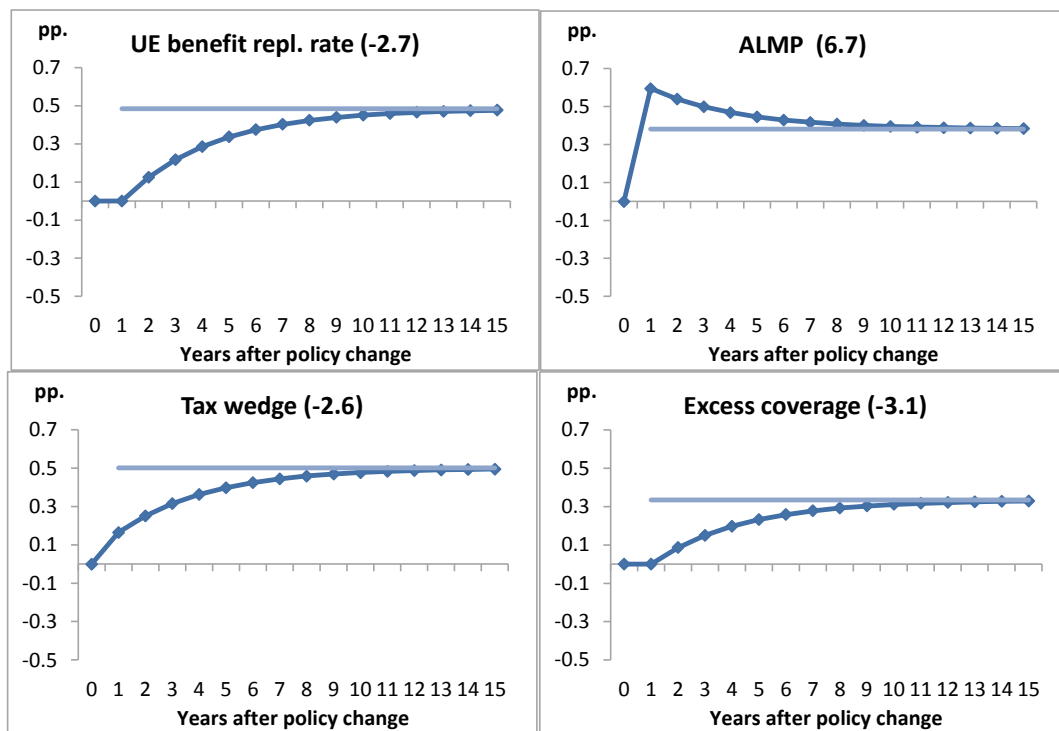 pp.
UE benefit repl. rate (-2.7)
0.7
0.5
0.3
0.1
-0.1
-0.3
-0.5
0 1 2 3 4 5 6 7 8 9 10 11 12 13 14 15
Years after policy change
pp.
ALMP (6.7)
0.7
0.5
0.3
0.1
-0.1
-0.3
-0.5
0 1 2 3 4 5 6 7 8 9 10 11 12 13 14 15
Years after policy change
pp.
Tax wedge (-2.6)
0.7
0.5
0.3
0.1
-0.1
-0.3
-0.5
0 1 2 3 4 5 6 7 8 9 10 11 12 13 14 15
Years after policy change
pp.
Excess coverage (-3.1)
0.7
0.5
0.3
0.1
-0.1
-0.3
-0.5
0 1 2 3 4 5 6 7 8 9 10 11 12 13 14 15
Years after policy change